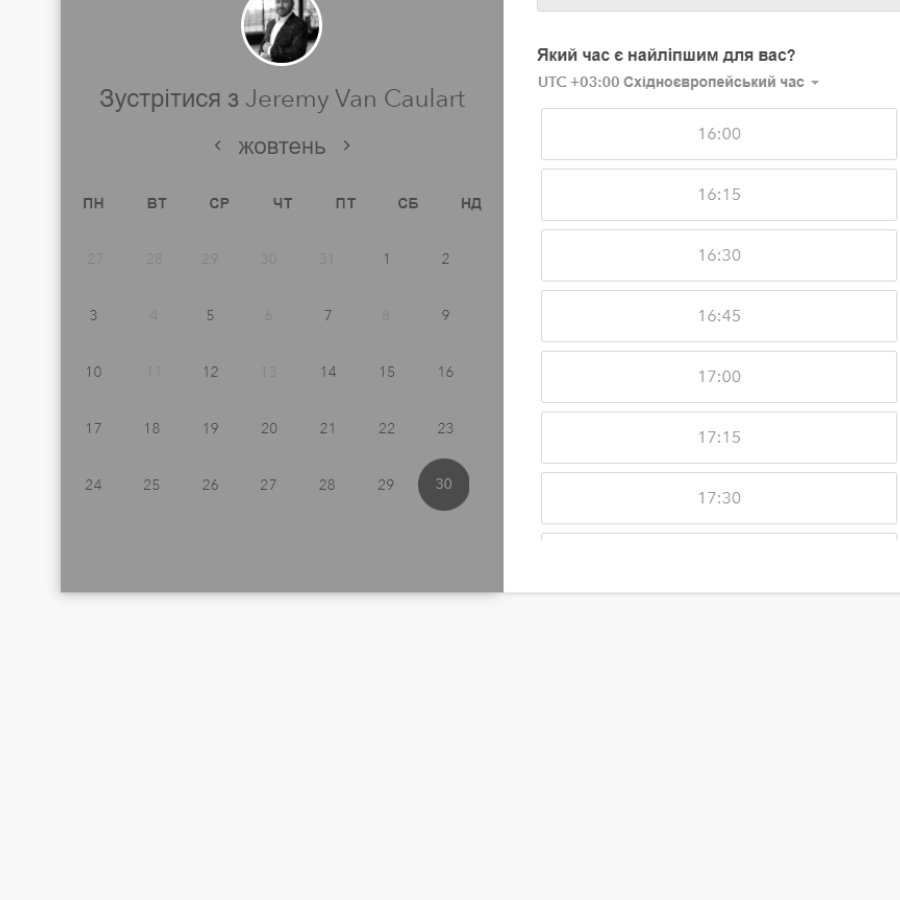 Зустрітися з Jeremy Van Caulart
жовтень
ПН ВТ СР ЧТ ПТ СБ НД
27 28 29 30 31 1 2
3 4 5 6 7 8 9
10 11 12 13 14 15 16
17 18 19 20 21 22 23
24 25 26 27 28 29 30
Який час є найліпшим для вас?
UTC +03:00 Східноєвропейський час
16:00
16:15
16:30
16:45
17:00
17:15
17:30